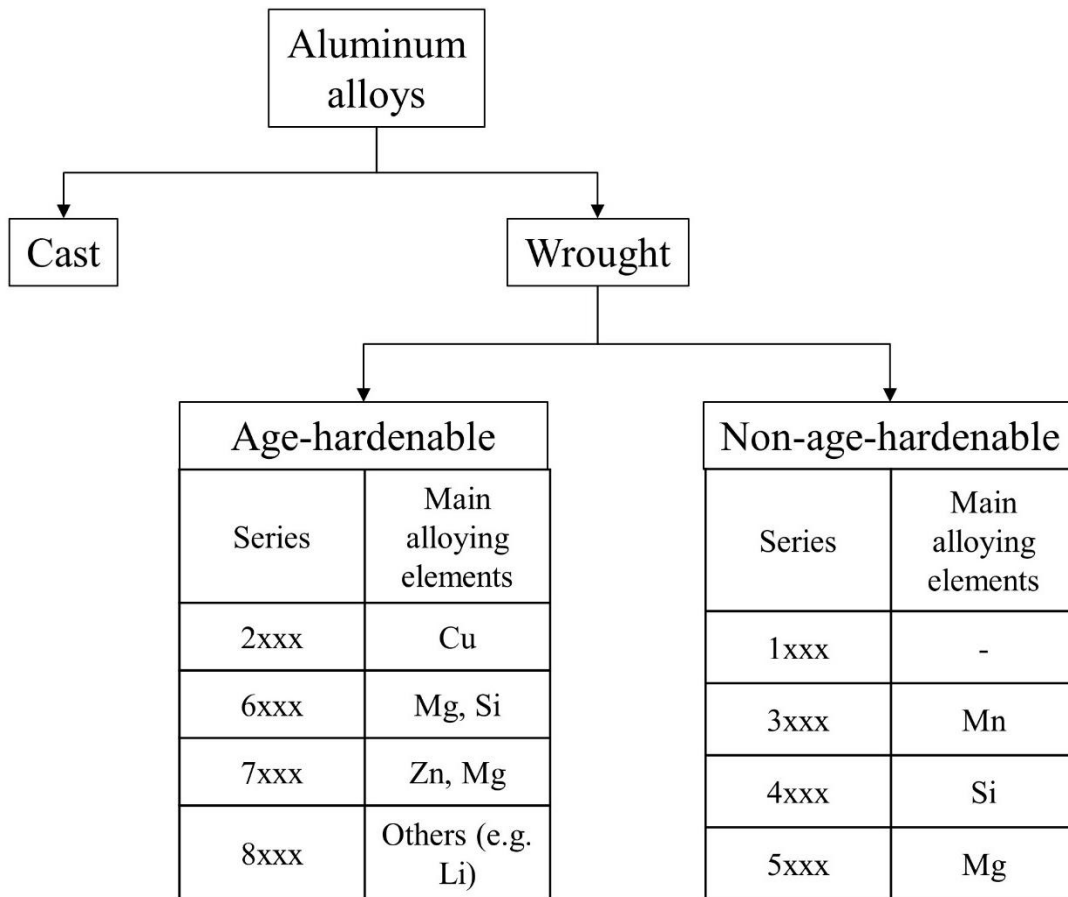 Aluminum
alloys
Cast
Wrought
Age-hardenable
Series
Main
alloying
elements
2xxx
Cu
6xxx
Mg, Si
7xxx
Zn, Mg
8xxx
Others (e.g.
Li)
Non-age-hardenable
Series
Main
alloying
elements
1xxx
-
3xxx
Mn
4xxx
Si
5xxx
Mg